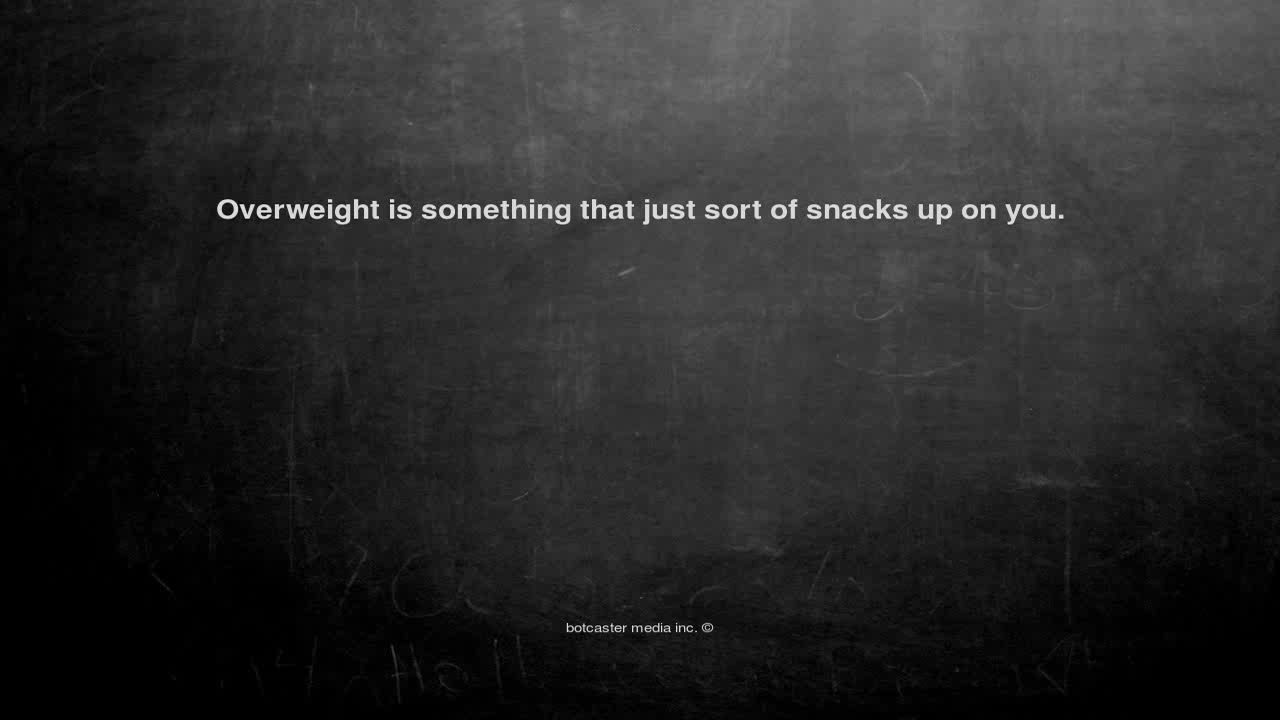 Overweight is something that just sort of snacks up on you.
botcaster media inc. ©